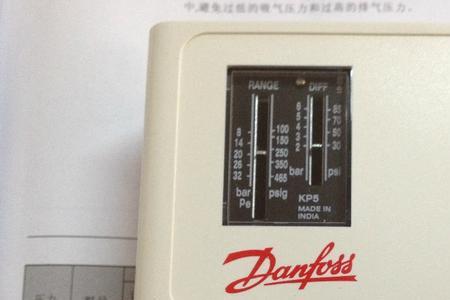 中,避免过低的吸气压力和过高的排气压力。
RANGE
DIFF
8 100
14 150
20 250
26 350
32 465
bar psig
Pe
6 85
5 70
4
3 50
2 30
bar psi
KP5
MADE IN
INDIA
Danfoss